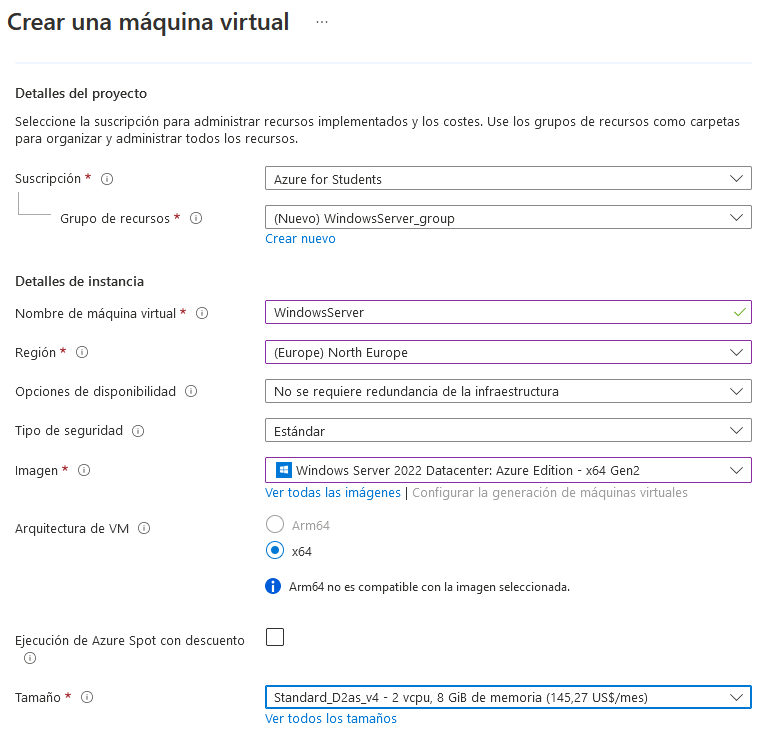 Crear una máquina virtual ...
Detalles del proyecto
Seleccione la suscripción para administrar recursos implementados y los costes. Use los grupos de recursos como carpetas
para organizar y administrar todos los recursos.
Suscripción *
Azure for Students
Grupo de recursos *
(Nuevo) WindowsServer_group
Crear nuevo
Detalles de instancia
Nombre de máquina virtual *
WindowsServer
Región *
(Europe) North Europe
Opciones de disponibilidad
No se requiere redundancia de la infraestructura
Tipo de seguridad
Estándar
Imagen *
Windows Server 2022 Datacenter: Azure Edition - x64 Gen2
Ver todas las imágenes | Configurar la generación de máquinas virtuales
Arquitectura de VM
Arm64
x64
Arm64 no es compatible con la imagen seleccionada.
Ejecución de Azure Spot con descuento
Tamaño *
Standard_D2as_v4 - 2 vcpu, 8 GiB de memoria (145,27 US$/mes)
Ver todos los tamaños